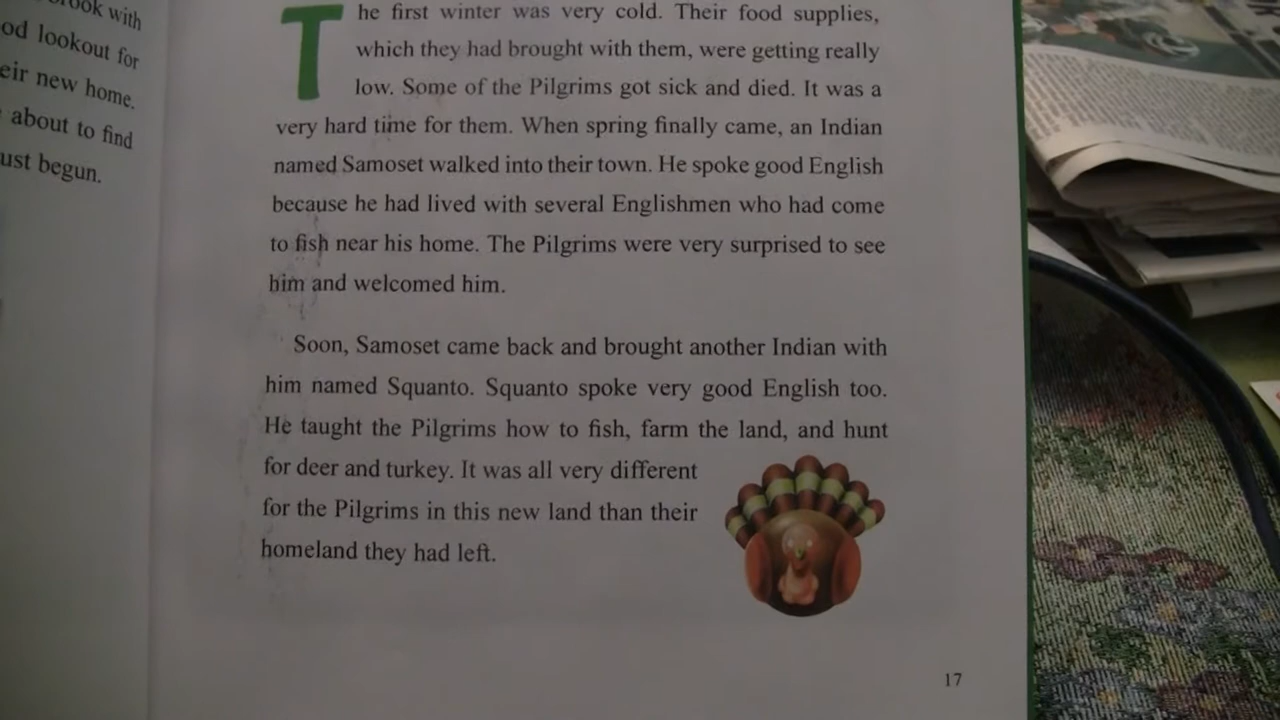 ook with
od lookout for
eir new home.
about to find
ust begun.
The first winter was very cold. Their food supplies,
which they had brought with them, were getting really
low. Some of the Pilgrims got sick and died. It was a
very hard time for them. When spring finally came, an Indian
named Samoset walked into their town. He spoke good English
because he had lived with several Englishmen who had come
to fish near his home. The Pilgrims were very surprised to see
him and welcomed him.
Soon, Samoset came back and brought another Indian with
him named Squanto. Squanto spoke very good English too.
He taught the Pilgrims how to fish, farm the land, and hunt
for deer and turkey. It was all very different
for the Pilgrims in this new land than their
homeland they had left.
17